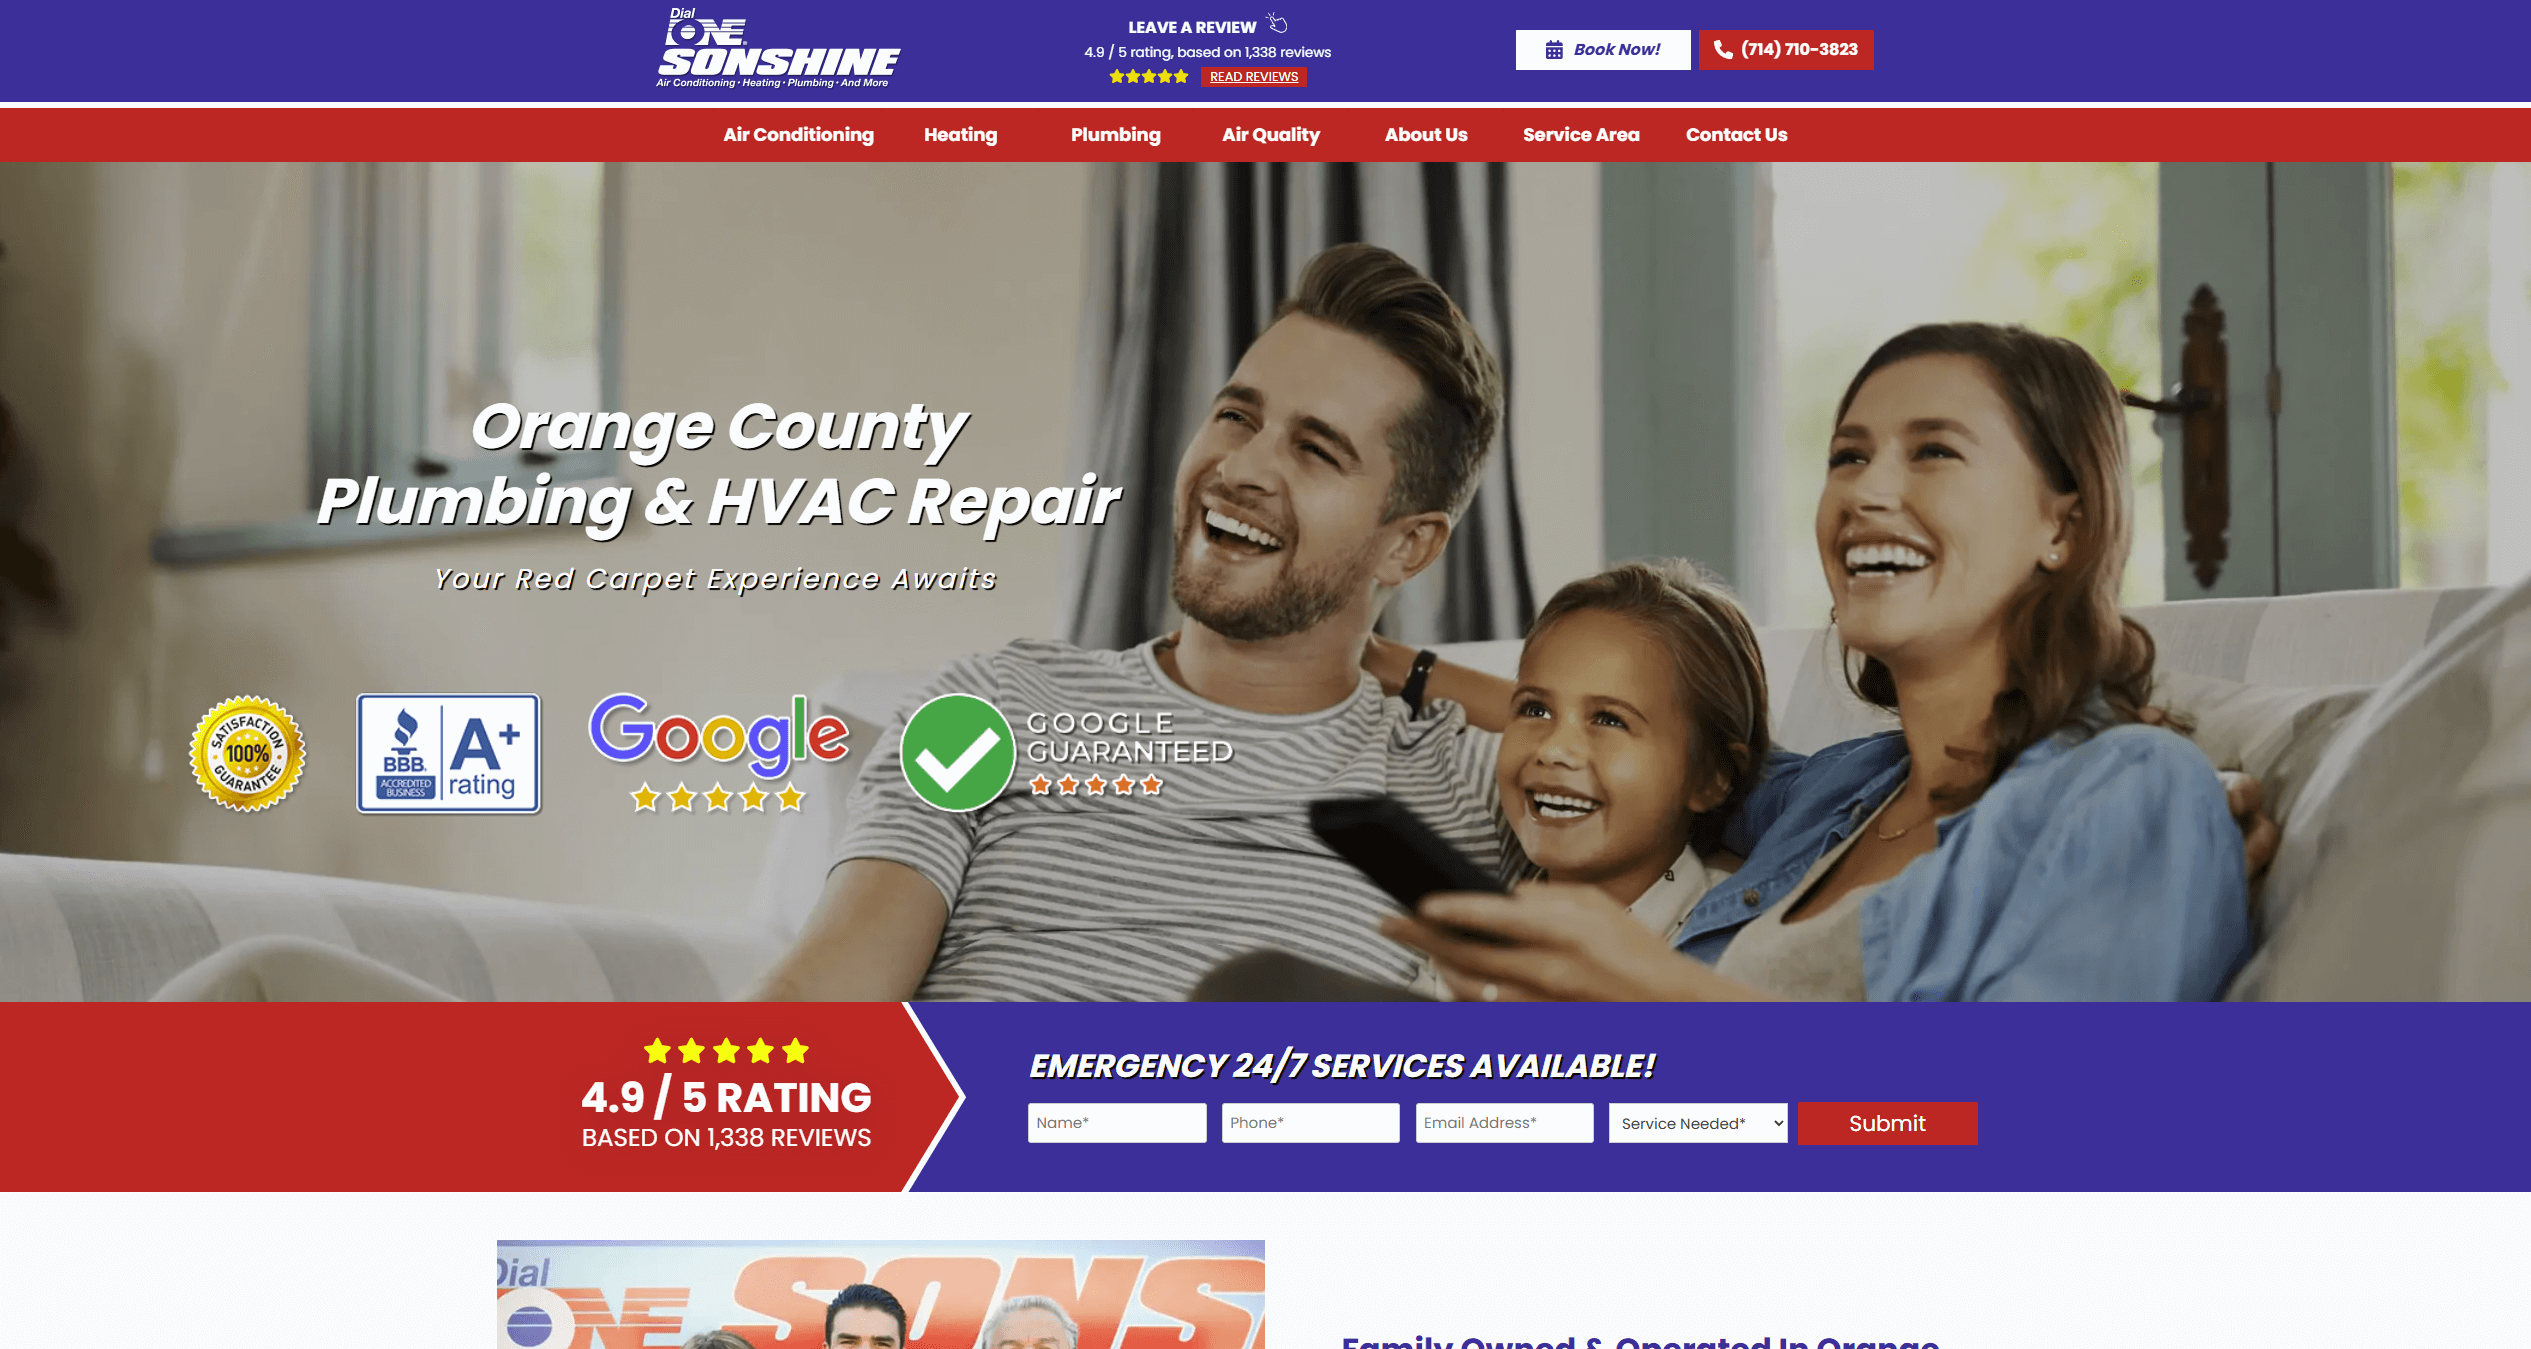 Dial
ONE
SONSHINE
Air Conditioning • Heating • Plumbing • And More
LEAVE A REVIEW
4.9 / 5 rating, based on 1,338 reviews
READ REVIEWS
Book Now!
(714) 710-3823
Air Conditioning
Heating
Plumbing
Air Quality
About Us
Service Area
Contact Us
Orange County
Plumbing & HVAC Repair
Your Red Carpet Experience Awaits
SATISFACTION
100%
GUARANTEE
BBB.
ACCREDITED
BUSINESS
A+
rating
Google
GOOGLE
GUARANTEED
4.9 / 5 RATING
BASED ON 1,338 REVIEWS
EMERGENCY 24/7 SERVICES AVAILABLE!
Name*
Phone*
Email Address*
Service Needed*
Submit
Dial
ONE SONS
Family Owned & Operated In Orange